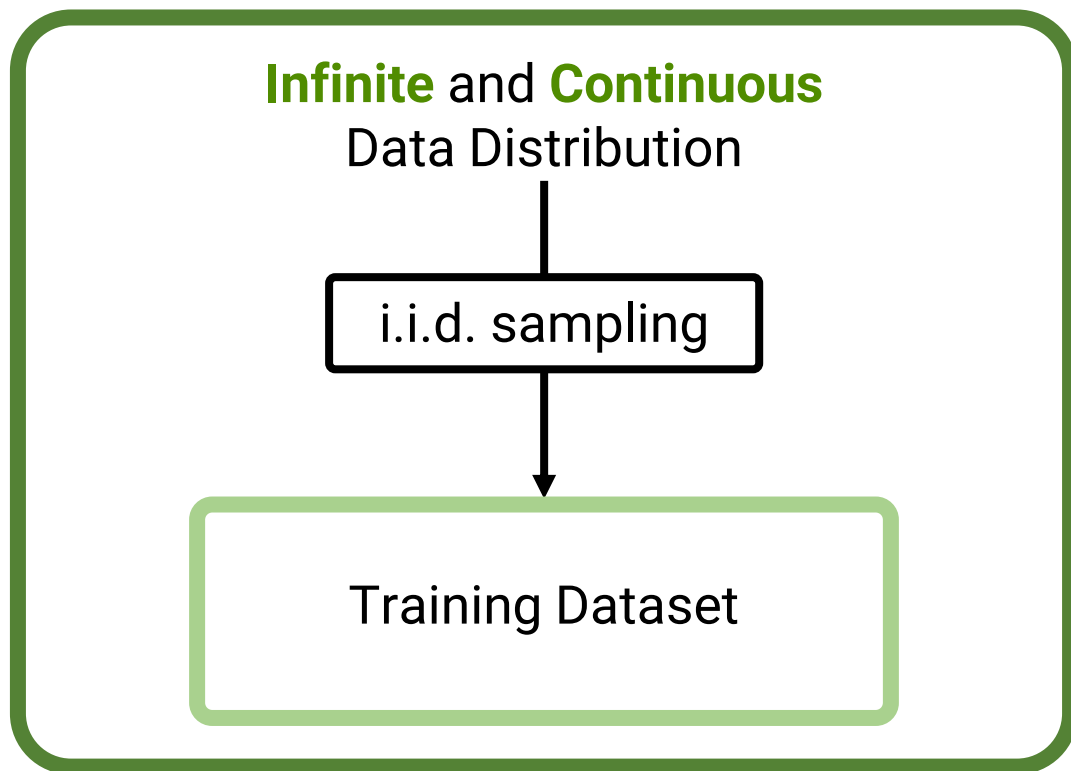 Infinite and Continuous
Data Distribution
i.i.d. sampling
Training Dataset